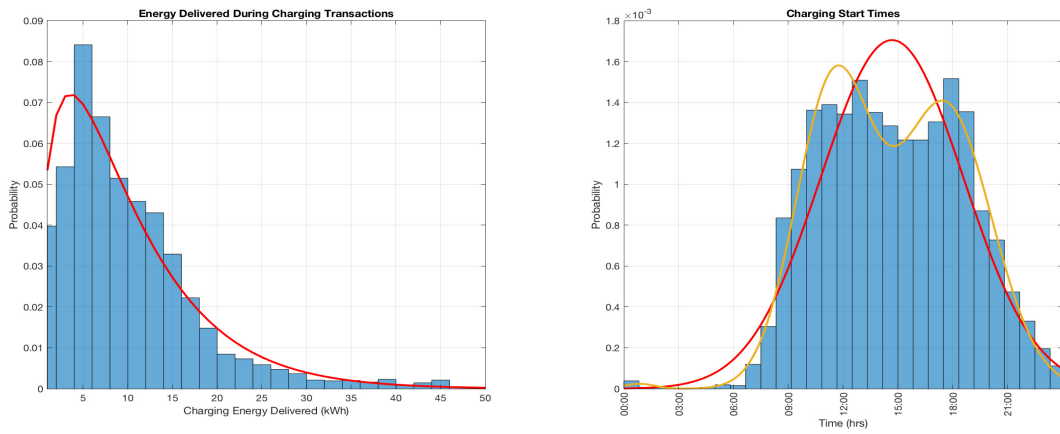 Energy Delivered During Charging Transactions
0.09
0.08
0.07
0.06
0.05
0.04
0.03
0.02
0.01
0
Probability
5 10 15 20 25 30 35 40 45 50
Charging Energy Delivered (kWh)
Charging Start Times
×10⁻³
1.8
1.6
1.4
1.2
1
0.8
0.6
0.4
0.2
0
Probability
00:00 03:00 06:00 09:00 12:00 15:00 18:00 21:00
Time (hrs)